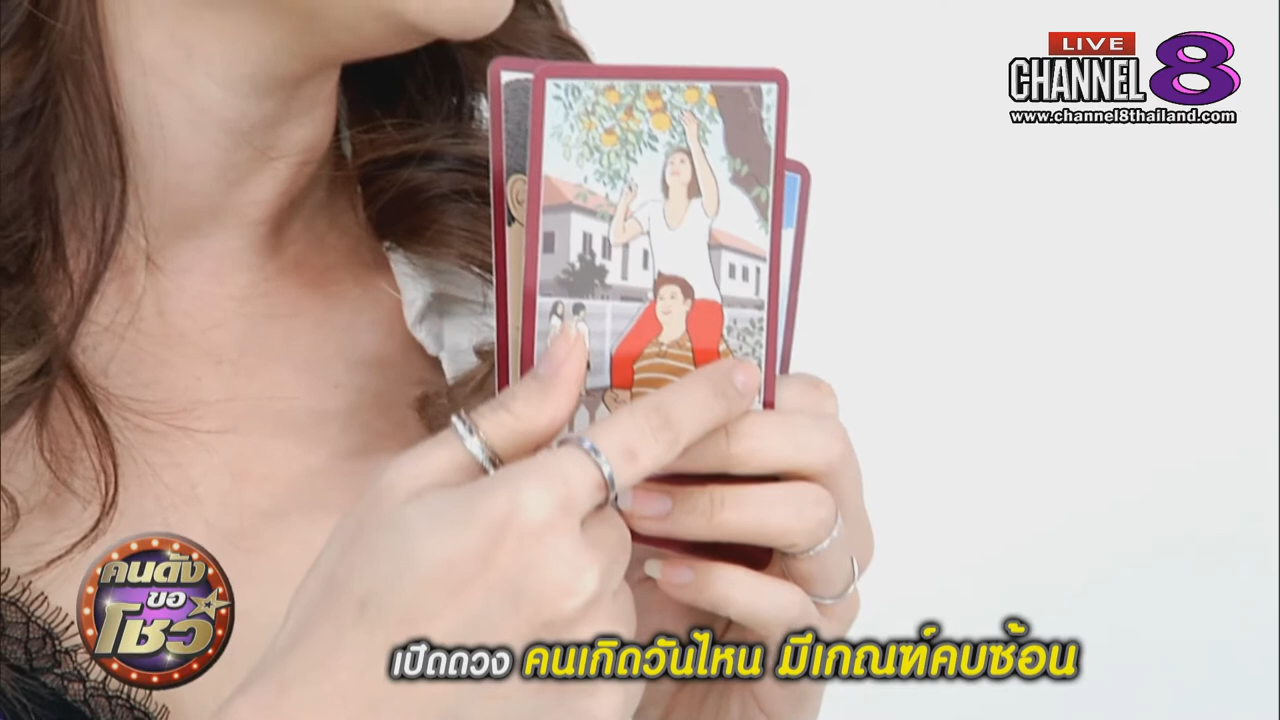 LIVE
CHANNEL 8
www.channel8thailand.com
คนดัง
ขอ
โชว์
เปิดดวง คนเกิดวันไหน มีเกณฑ์คบซ้อน